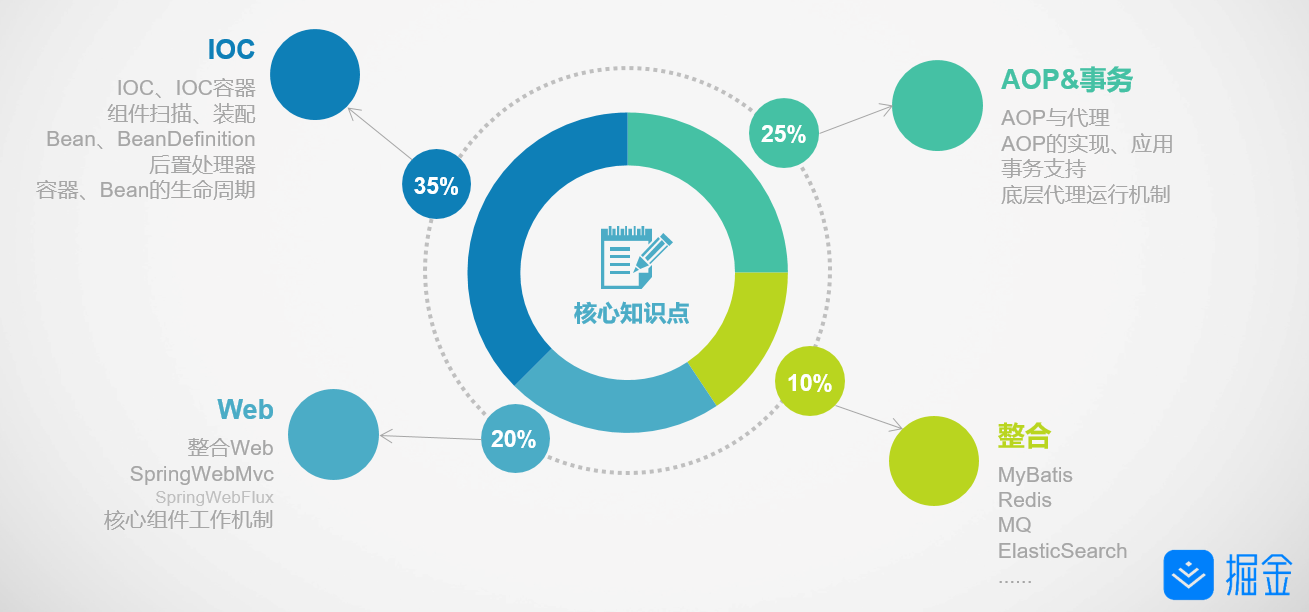 IOC
IOC、IOC容器
组件扫描、装配
Bean、BeanDefinition
后置处理器
容器、Bean的生命周期
35%
25%
AOP&事务
AOP与代理
AOP的实现、应用
事务支持
底层代理运行机制
核心知识点
Web
整合Web
SpringWebMvc
SpringWebFlux
核心组件工作机制
20%
10%
整合
MyBatis
Redis
MQ
ElasticSearch
......
掘金